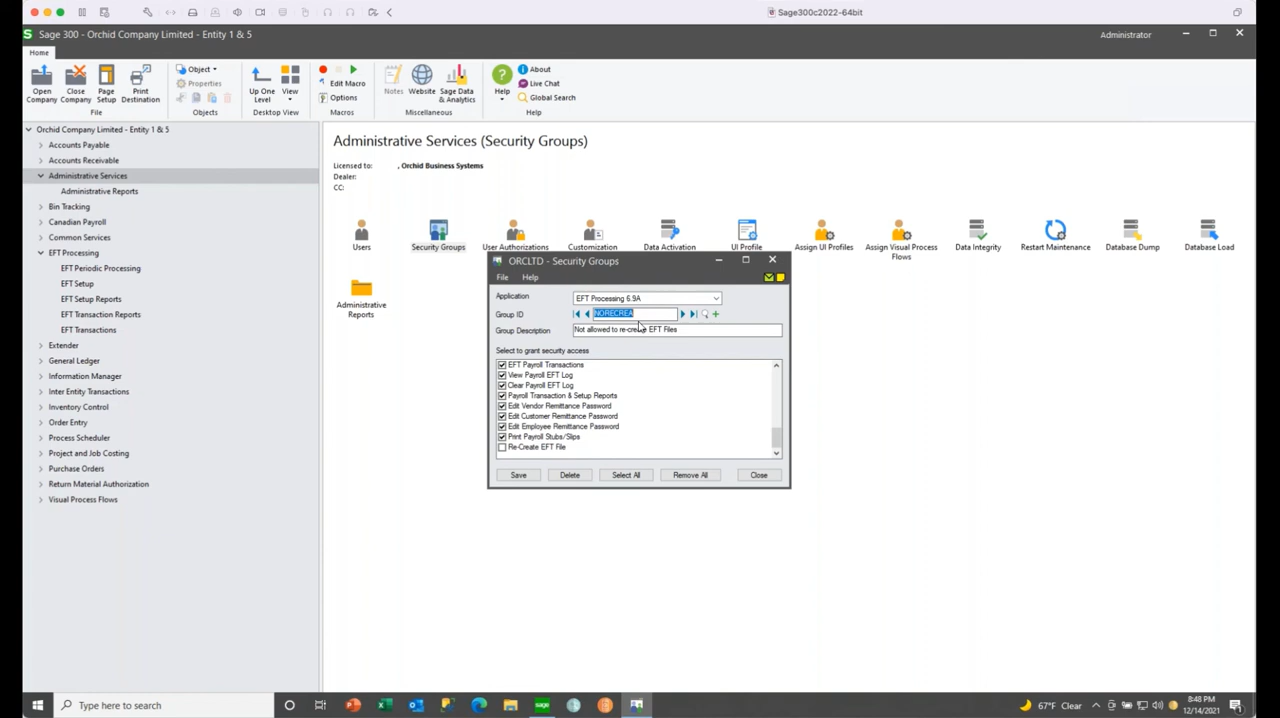 Sage300c2022-64bit
Sage 300 - Orchid Company Limited - Entity 1 & 5
Administrator
Home
Open Company
Close Company
Page Setup
Print Destination
File
Object
Properties
Objects
Up One Level
View
Desktop View
Edit Macro
Options
Macros
Notes
Website
Sage Data & Analytics
Miscellaneous
Help
About
Live Chat
Global Search
Help
Orchid Company Limited - Entity 1 & 5
Accounts Payable
Accounts Receivable
Administrative Services
Administrative Reports
Bin Tracking
Canadian Payroll
Common Services
EFT Processing
EFT Periodic Processing
EFT Setup
EFT Setup Reports
EFT Transaction Reports
EFT Transactions
Extender
General Ledger
Information Manager
Inter Entity Transactions
Inventory Control
Order Entry
Process Scheduler
Project and Job Costing
Purchase Orders
Return Material Authorization
Visual Process Flows
Administrative Services (Security Groups)
Licensed to: , Orchid Business Systems
Dealer:
CC:
Users
Security Groups
User Authorizations
Customization
Data Activation
UI Profile
Assign UI Profiles
Assign Visual Process Flows
Data Integrity
Restart Maintenance
Database Dump
Database Load
Administrative Reports
ORCLTD - Security Groups
File Help
Application EFT Processing 6.9A
Group ID NORECREA
Group Description Not allowed to re-create EFT Files
Select to grant security access
EFT Payroll Transactions
View Payroll EFT Log
Clear Payroll EFT Log
Payroll Transaction & Setup Reports
Edit Vendor Remittance Password
Edit Customer Remittance Password
Edit Employee Remittance Password
Print Payroll Stubs/Slips
Re-Create EFT File
Save Delete Select All Remove All Close
Type here to search
sage
67°F Clear
8:48 PM
12/14/2021